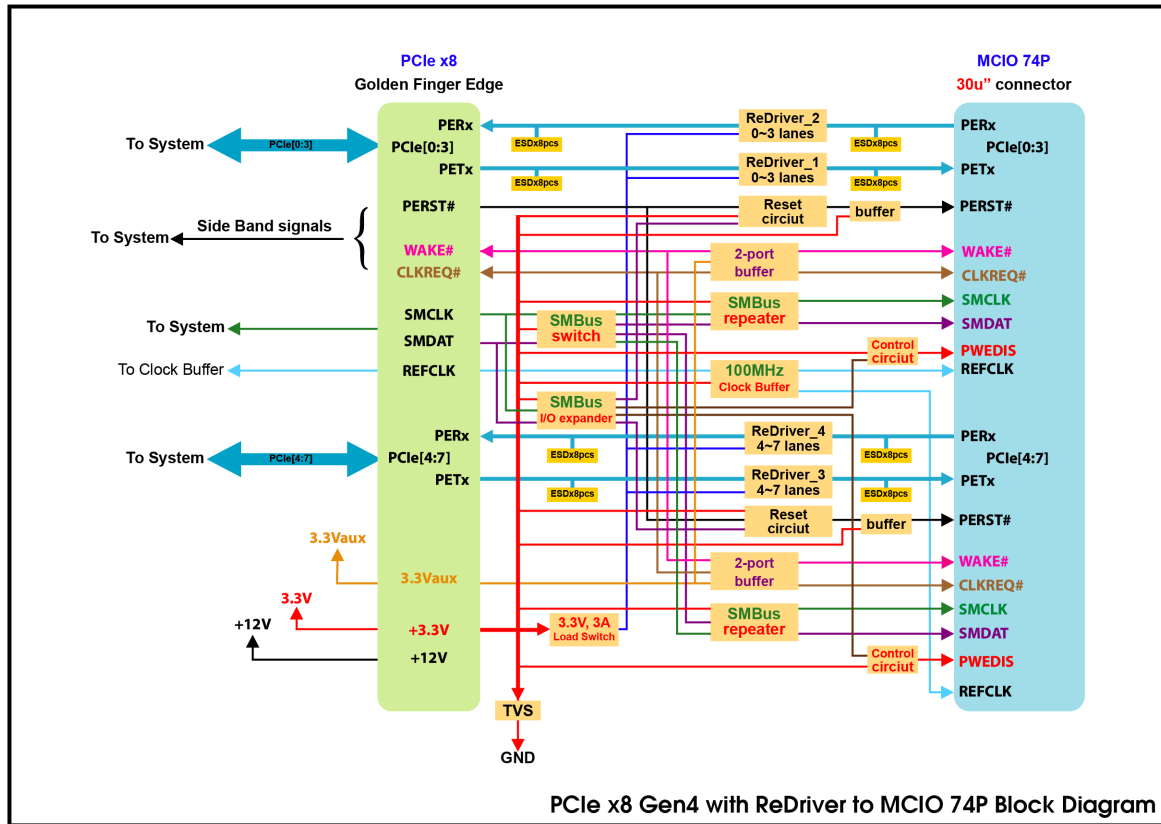 PCIe x8
Golden Finger Edge
MCIO 74P
30u” connector
To System
PCIe[0:3]
PERx
PCIe[0:3]
PETx
ESDx8pcs
ESDx8pcs
ReDriver_2
0~3 lanes
ReDriver_1
0~3 lanes
ESDx8pcs
ESDx8pcs
PERx
PCIe[0:3]
PETx
Side Band signals
To System
PERST#
WAKE#
CLKREQ#
Reset
circiut
buffer
2-port
buffer
PERST#
WAKE#
CLKREQ#
To System
SMCLK
SMDAT
SMBus
switch
SMBus
repeater
SMCLK
SMDAT
Control
circiut
PWEDIS
To Clock Buffer
REFCLK
100MHz
Clock Buffer
REFCLK
SMBus
I/O expander
To System
PCIe[4:7]
PERx
PCIe[4:7]
PETx
ESDx8pcs
ESDx8pcs
ReDriver_4
4~7 lanes
ReDriver_3
4~7 lanes
ESDx8pcs
ESDx8pcs
PERx
PCIe[4:7]
PETx
Reset
circiut
buffer
PERST#
3.3Vaux
3.3Vaux
2-port
buffer
WAKE#
CLKREQ#
3.3V
+12V
+3.3V
+12V
3.3V, 3A
Load Switch
SMBus
repeater
SMCLK
SMDAT
Control
circiut
PWEDIS
REFCLK
TVS
GND
PCIe x8 Gen4 with ReDriver to MCIO 74P Block Diagram